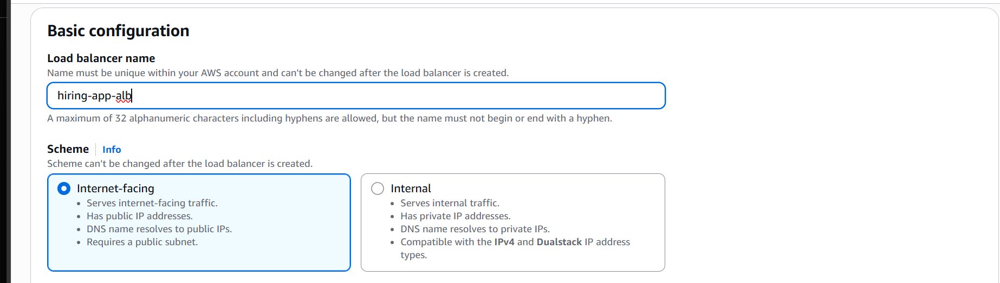 Basic configuration
Load balancer name
Name must be unique within your AWS account and can't be changed after the load balancer is created.
hiring-app-alb
A maximum of 32 alphanumeric characters including hyphens are allowed, but the name must not begin or end with a hyphen.
Scheme Info
Scheme can't be changed after the load balancer is created.
Internet-facing
• Serves internet-facing traffic.
• Has public IP addresses.
• DNS name resolves to public IPs.
• Requires a public subnet.
Internal
• Serves internal traffic.
• Has private IP addresses.
• DNS name resolves to private IPs.
• Compatible with the IPv4 and Dualstack IP address
types.